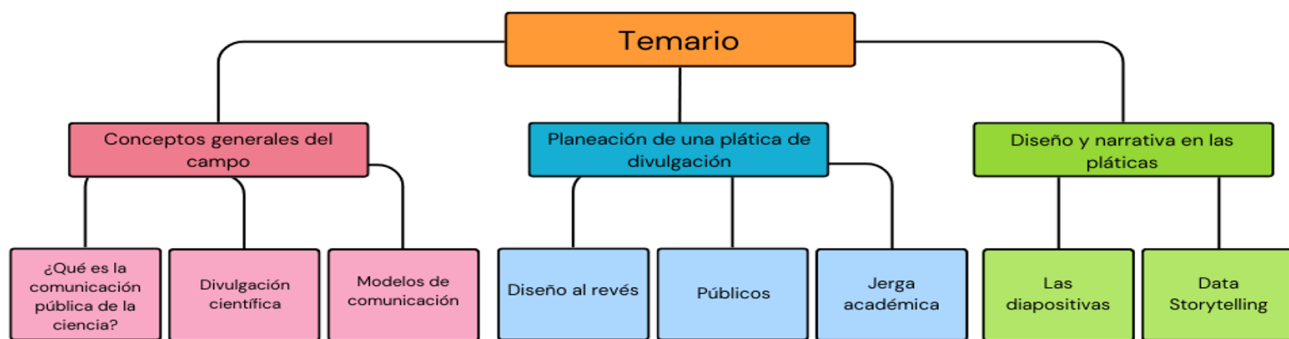 Temario
Conceptos generales del
campo
Planeación de una plática de
divulgación
Diseño y narrativa en las
pláticas
¿Qué es la
comunicación
pública de la
ciencia?
Divulgación
científica
Modelos de
comunicación
Diseño al revés
Públicos
Jerga
académica
Las
diapositivas
Data
Storytelling